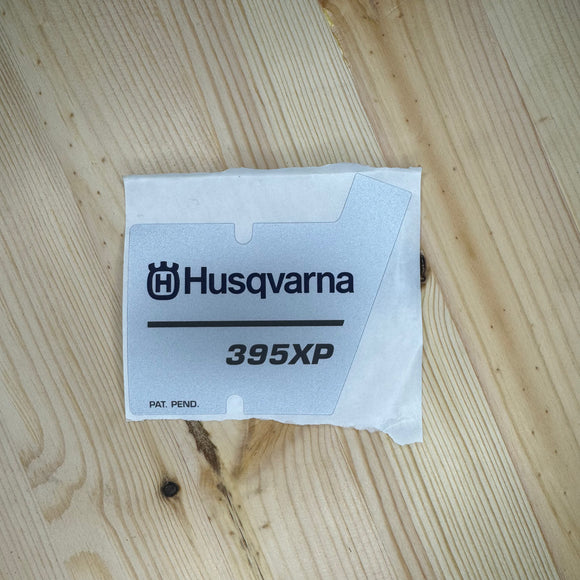 Husqvarna
395XP
PAT. PEND.